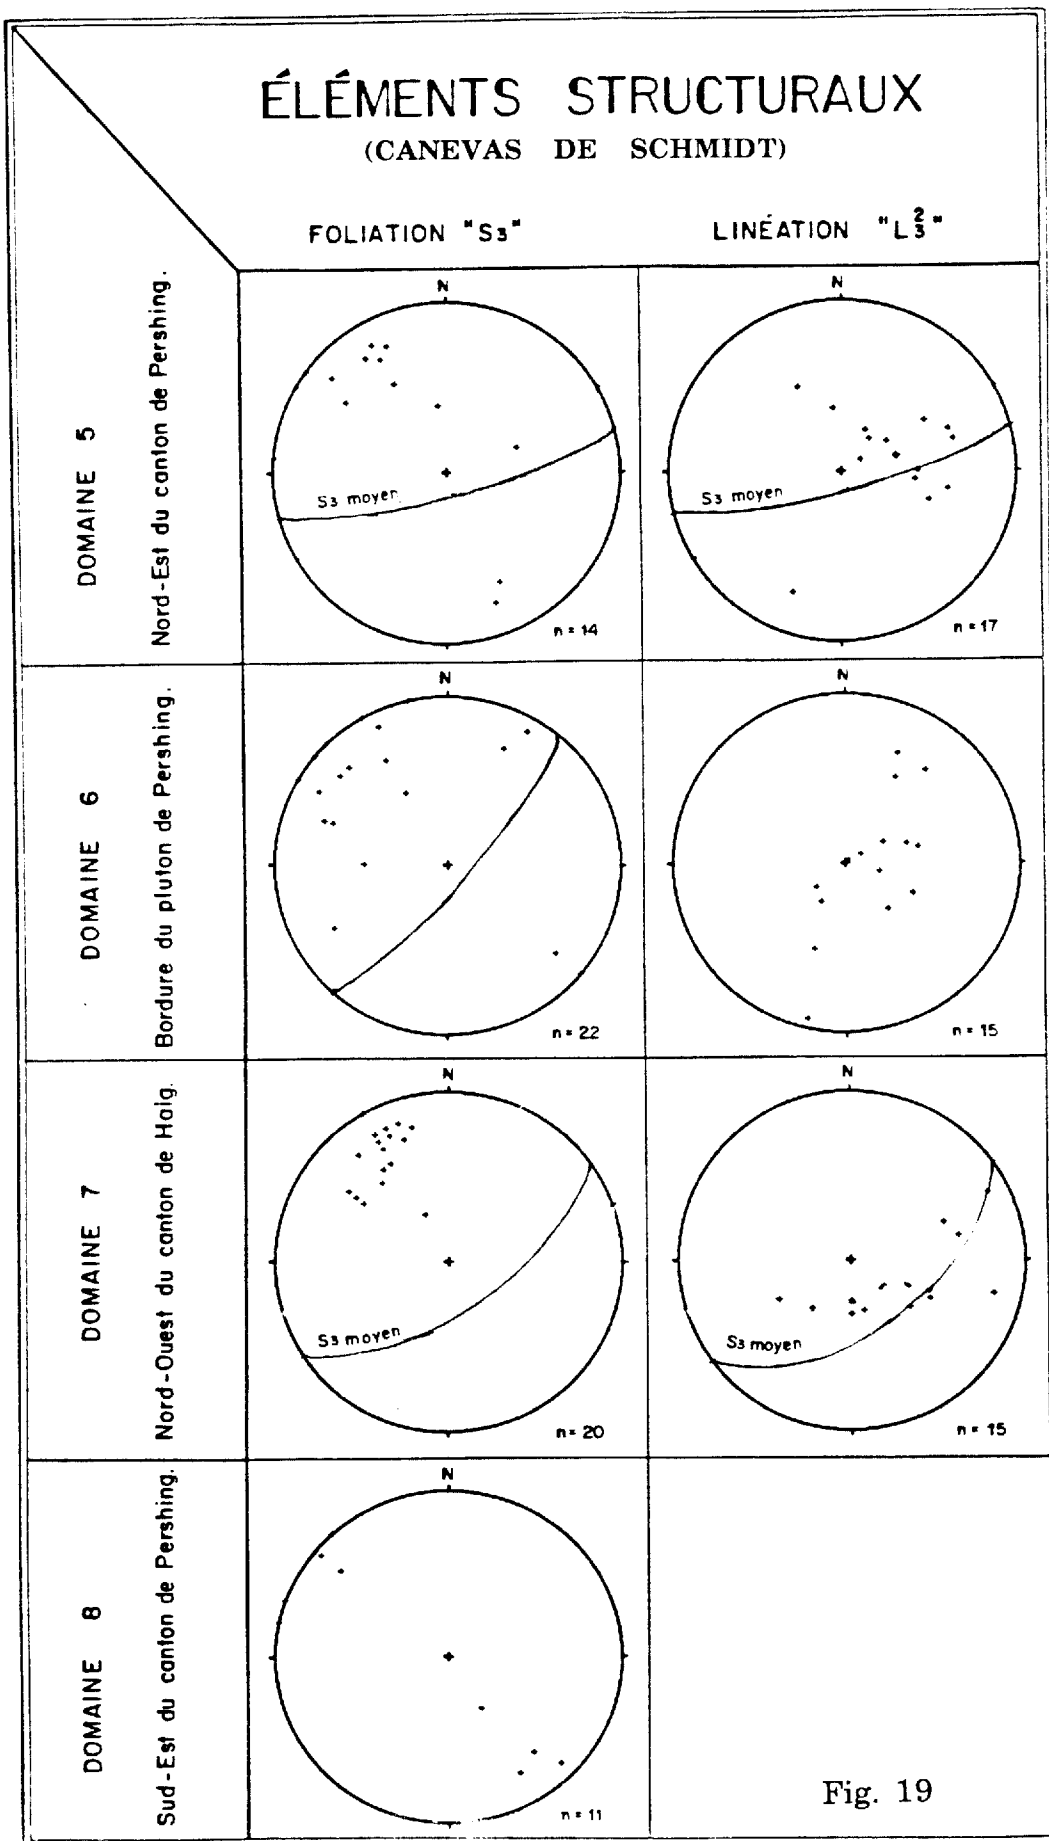 ÉLÉMENTS STRUCTURAUX
(CANEVAS DE SCHMIDT)
FOLIATION "S3"
LINÉATION "L₃²"
DOMAINE 5
Nord-Est du canton de Pershing.
N
S3 moyen
n = 14
N
S3 moyen
n = 17
DOMAINE 6
Bordure du pluton de Pershing.
N
n = 22
N
n = 15
DOMAINE 7
Nord-Ouest du canton de Haig.
N
S3 moyen
n = 20
N
S3 moyen
n = 15
DOMAINE 8
Sud-Est du canton de Pershing.
N
n = 11
Fig. 19